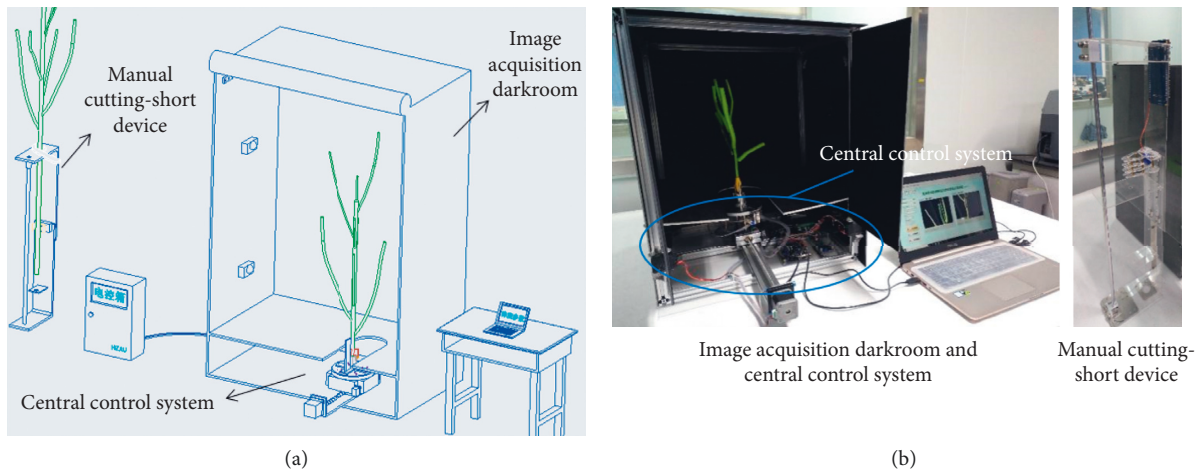 Manual
cutting-short
device
Image
acquisition
darkroom
电控箱
HZAU
Central control system
(a)
Central control system
Image acquisition darkroom and
central control system
Manual cutting-
short device
(b)